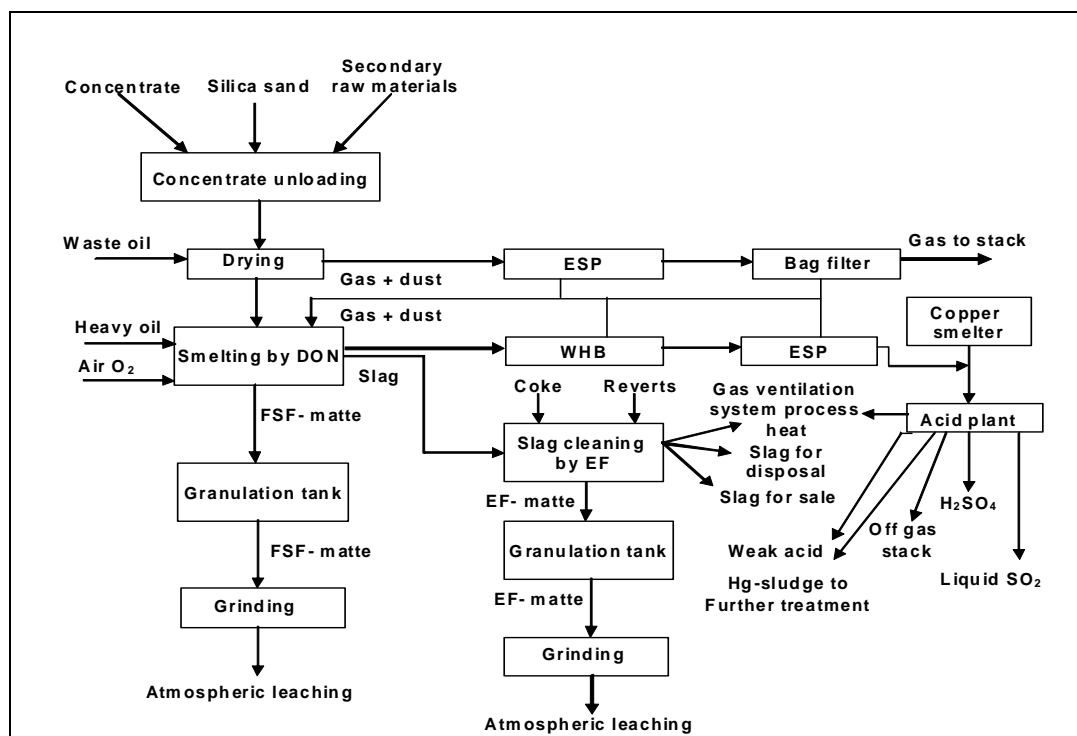 Concentrate
Silica sand
Secondary
raw materials
Concentrate unloading
Waste oil
Drying
Gas + dust
ESP
Bag filter
Gas to stack
Gas + dust
Heavy oil
Air O₂
Smelting by DON
Slag
WHB
ESP
Copper
smelter
FSF- matte
Coke
Reverts
Gas ventilation
system process
heat
Acid plant
Slag cleaning
by EF
Slag for
disposal
Slag for sale
Granulation tank
EF- matte
H₂SO₄
Off gas
stack
Weak acid
FSF- matte
Granulation tank
Hg-sludge to
Further treatment
Liquid SO₂
Grinding
EF- matte
Grinding
Atmospheric leaching
Atmospheric leaching